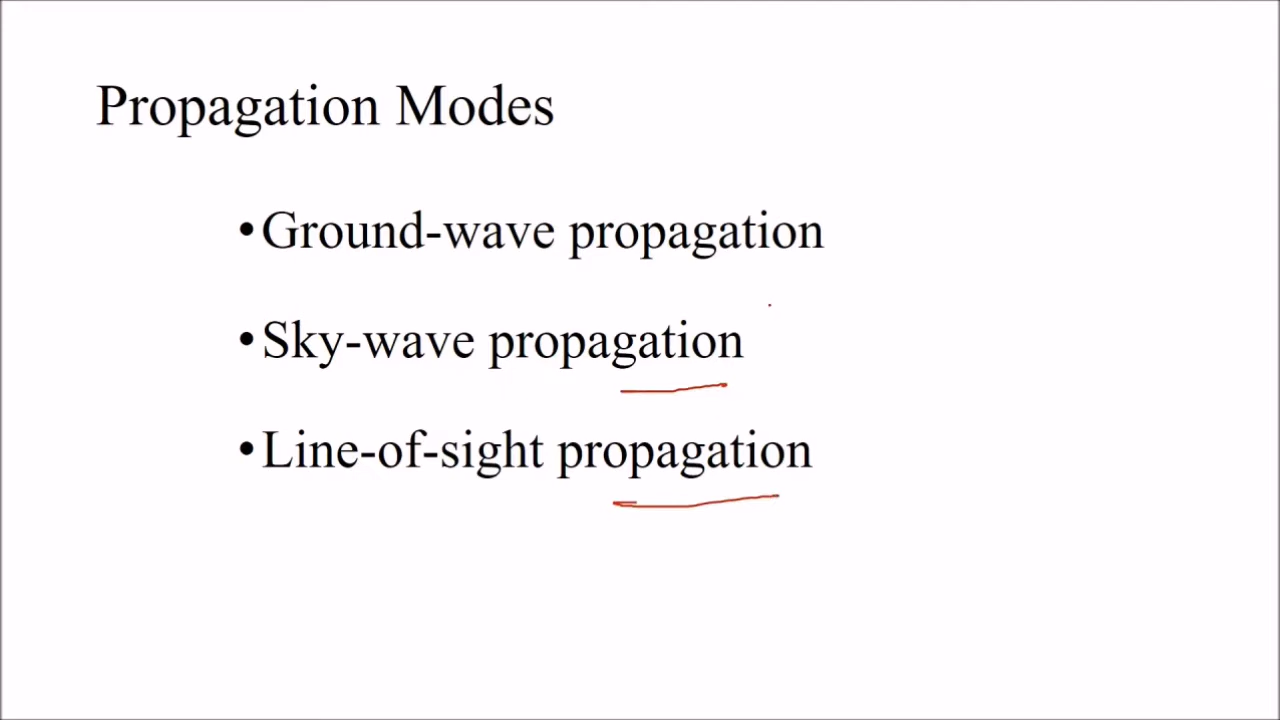 Propagation Modes
•Ground-wave propagation
•Sky-wave propagation
•Line-of-sight propagation